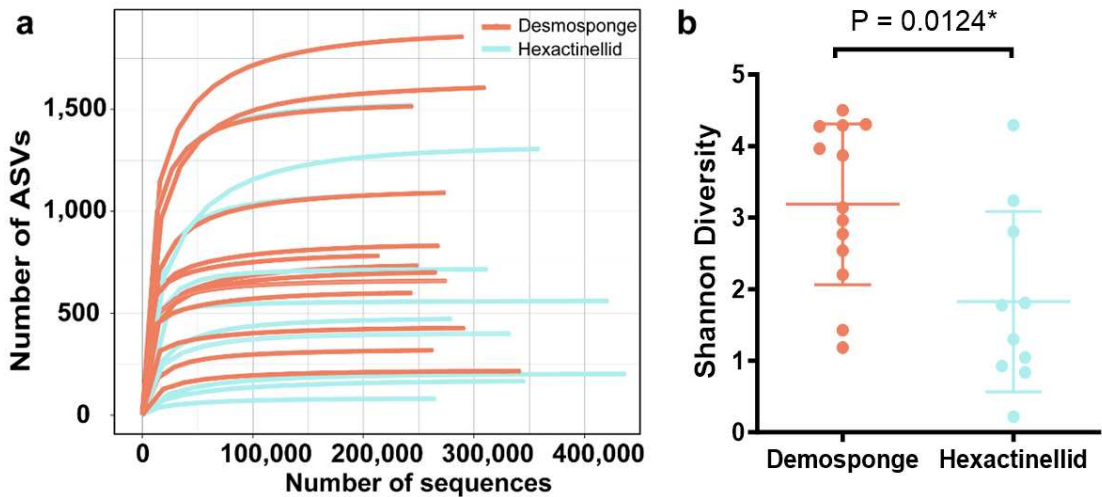 a
Desmosponge
Hexactinellid
Number of ASVs
1,500
1,000
500
0
0 100,000 200,000 300,000 400,000
Number of sequences
b
P = 0.0124*
Shannon Diversity
5
4
3
2
1
0
Demosponge Hexactinellid